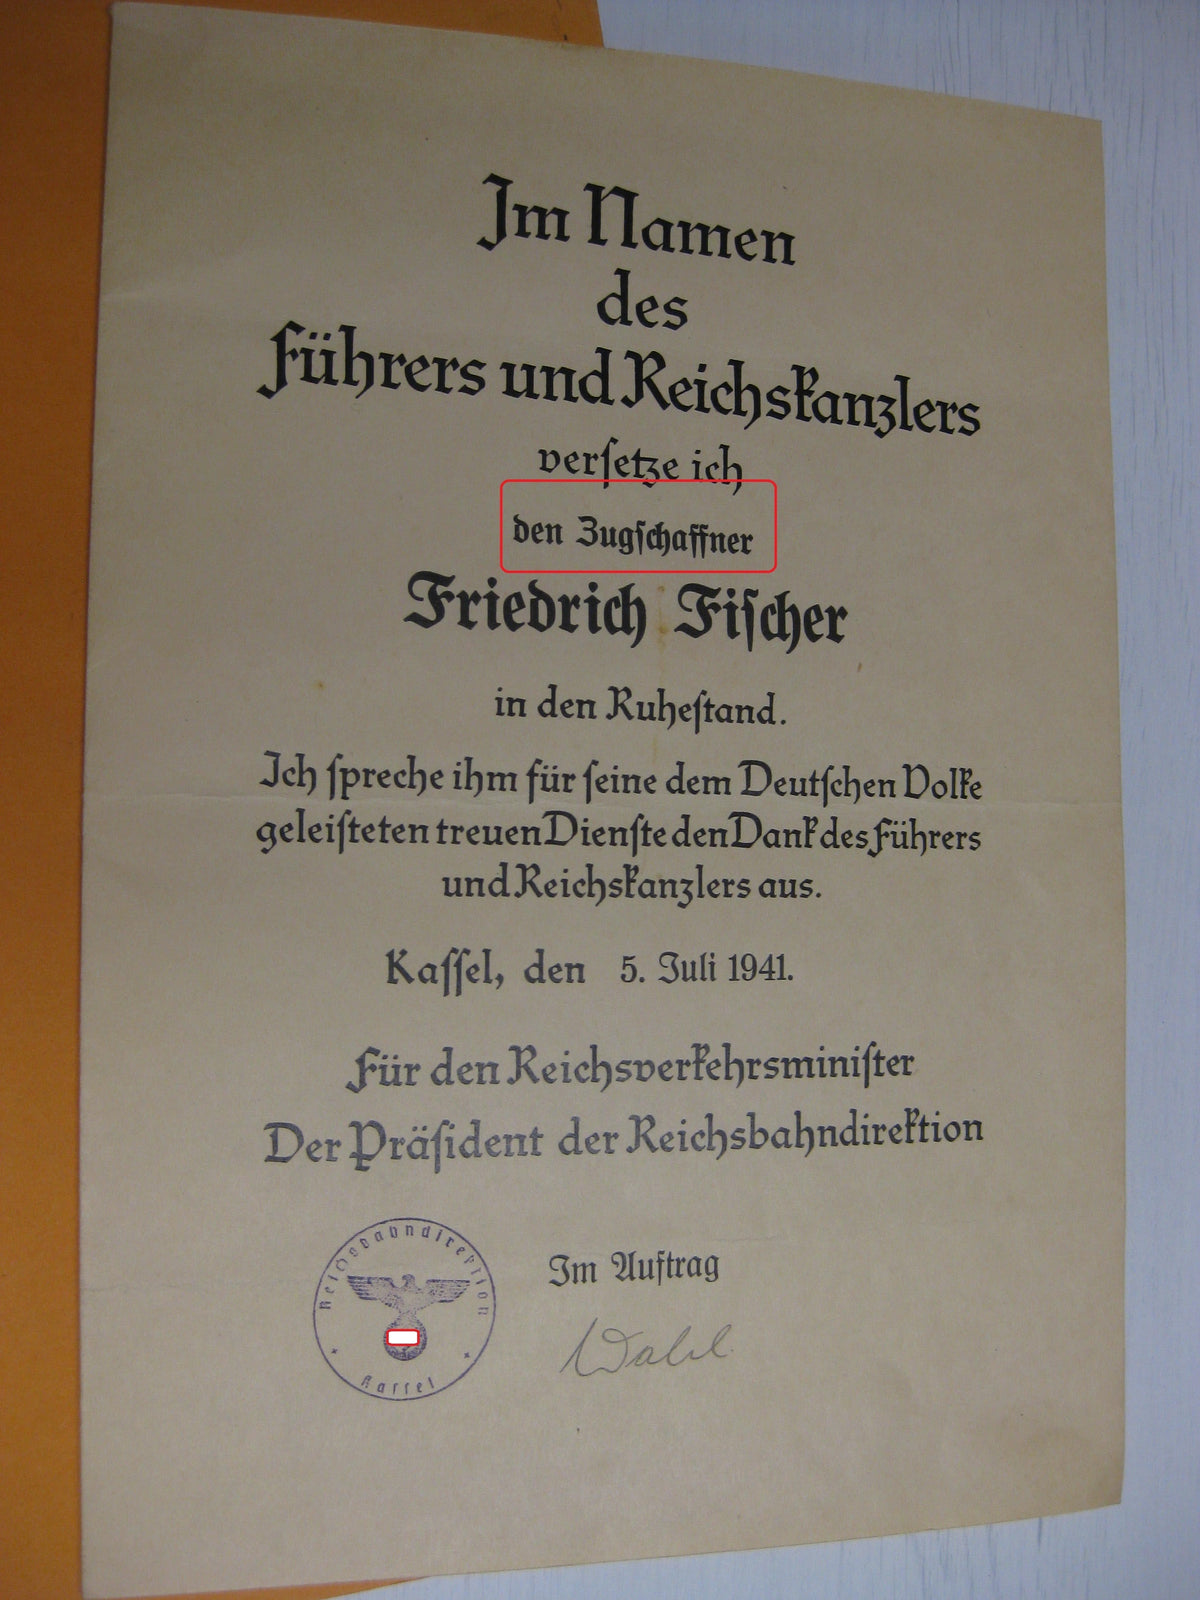 Im Namen
des
Führers und Reichskanzlers
versetze ich
den Zugschaffner
Friedrich Fischer
in den Ruhestand.
Ich spreche ihm für seine dem Deutschen Volke
geleisteten treuen Dienste den Dank des Führers
und Reichskanzlers aus.
Kassel, den 5. Juli 1941.
Für den Reichsverkehrsminister
Der Präsident der Reichsbahndirektion
Reichsbahndirektion
Kassel
Im Auftrag
Wahl